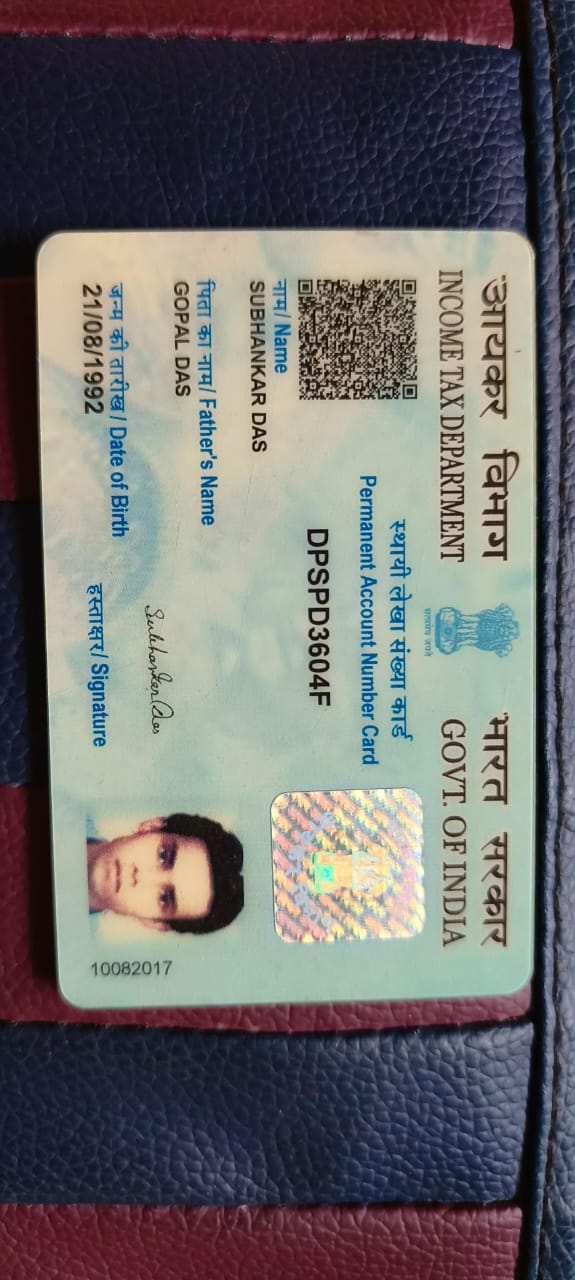 आयकर विभाग
INCOME TAX DEPARTMENT
सत्यमेव जयते
भारत सरकार
GOVT. OF INDIA
स्थायी लेखा संख्या कार्ड
Permanent Account Number Card
DPSPD3604F
नाम/ Name
SUBHANKAR DAS
पिता का नाम/ Father's Name
GOPAL DAS
जन्म की तारीख / Date of Birth
21/08/1992
Subhankar Das
हस्ताक्षर/ Signature
10082017